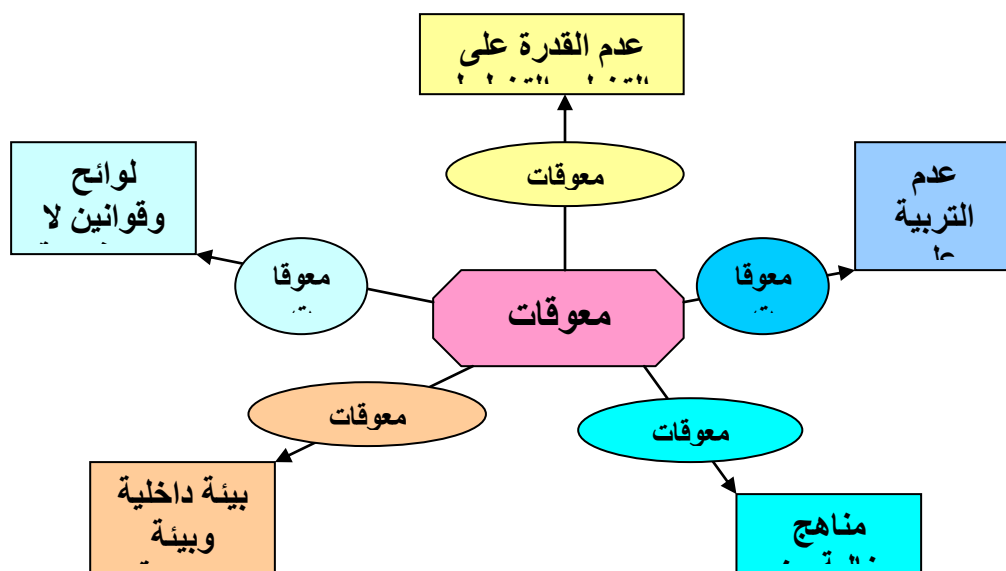 عدم القدرة على
معوقات
لوائح
وقوانين لا
عدم
التربية
معوقا
معوقا
معوقات
معوقات
معوقات
بيئة داخلية
وبيئة
مناهج